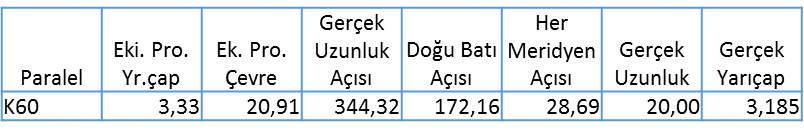 Paralel Eki. Pro. Yr.çap Ek. Pro. Çevre Gerçek Uzunluk Açısı Doğu Batı Açısı Her Meridyen Açısı Gerçek Uzunluk Gerçek Yarıçap
K60 3,33 20,91 344,32 172,16 28,69 20,00 3,185